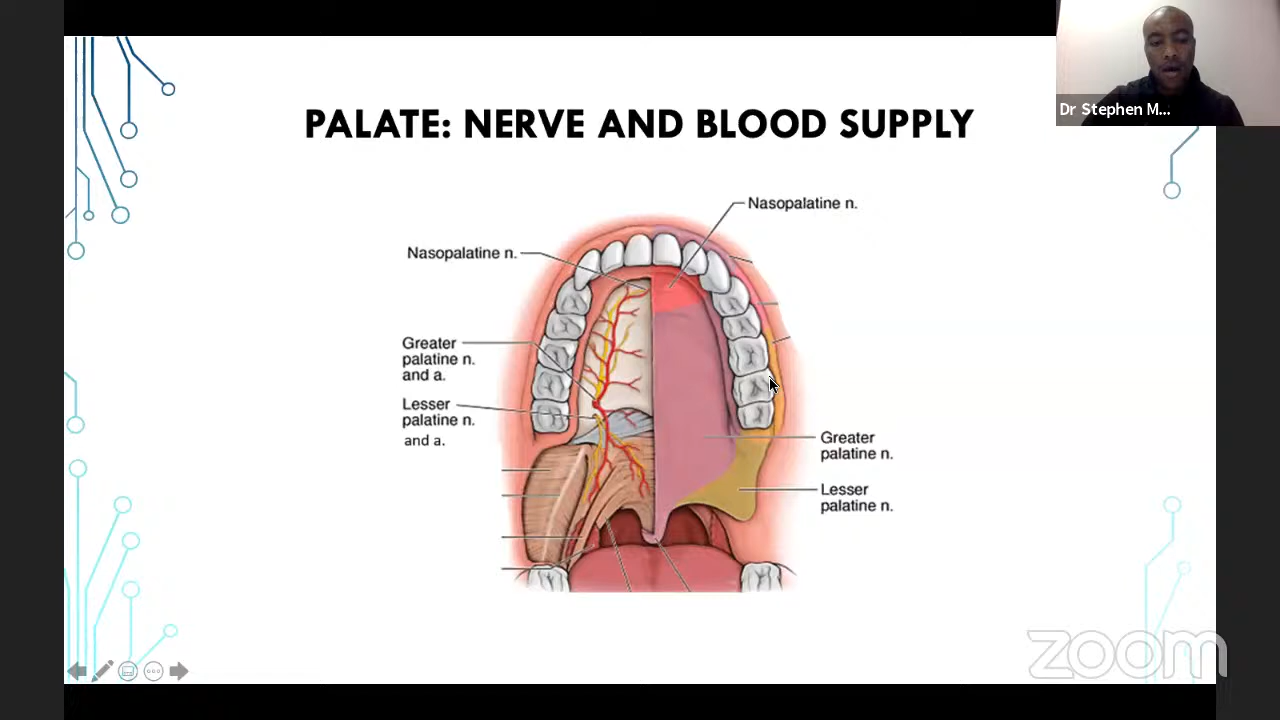 Dr Stephen M...
PALATE: NERVE AND BLOOD SUPPLY
Nasopalatine n.
Nasopalatine n.
Greater
palatine n.
and a.
Lesser
palatine n.
and a.
Greater
palatine n.
Lesser
palatine n.
zoom